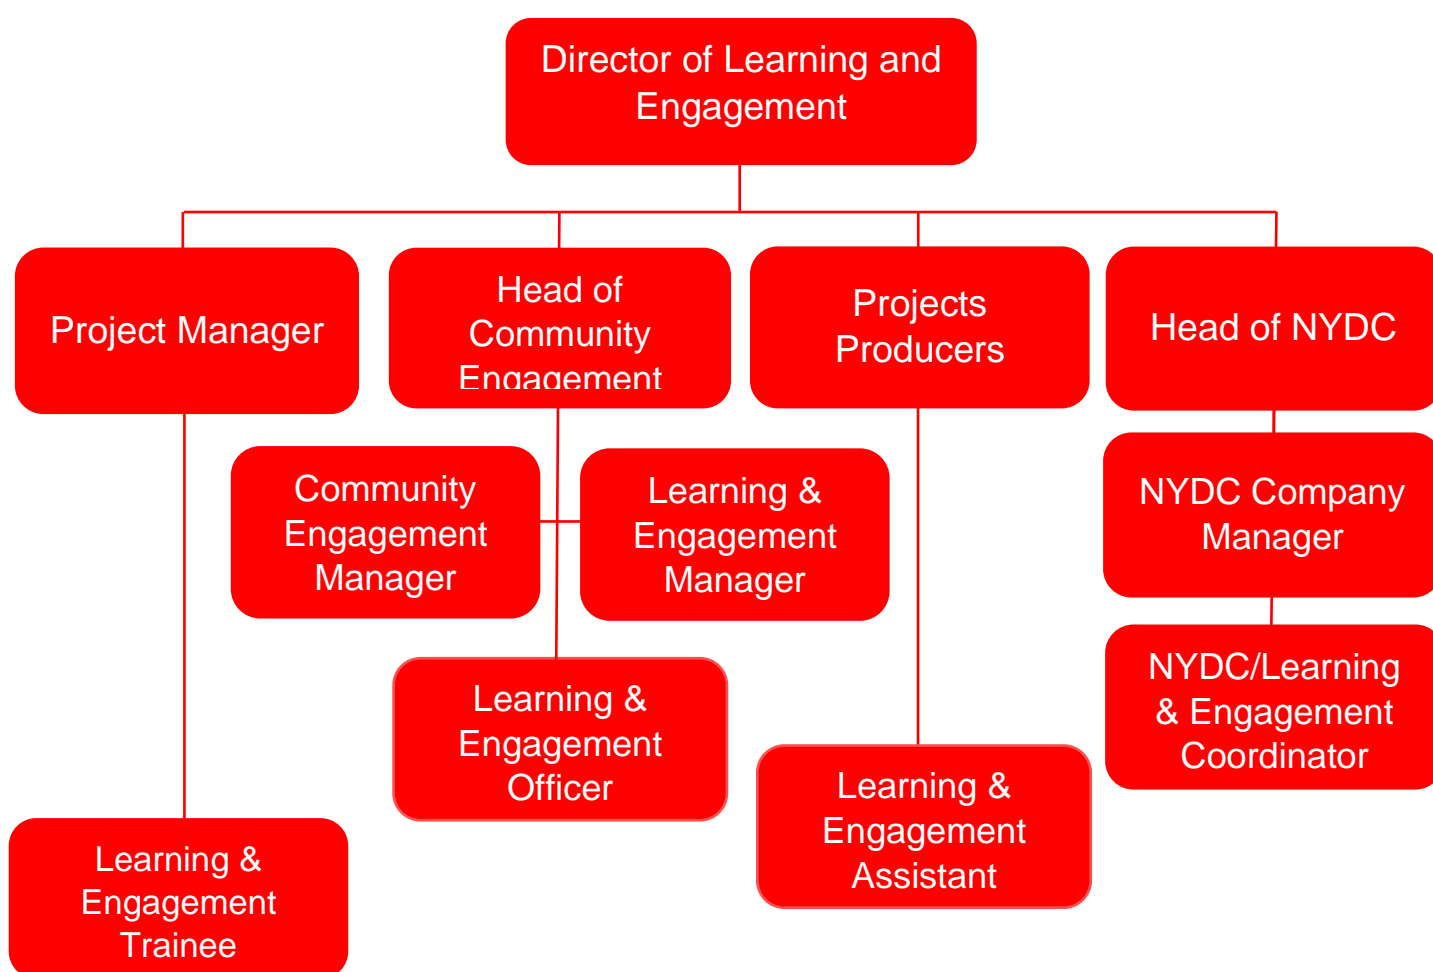 Director of Learning and
Engagement
Project Manager
Head of
Community
Engagement
Projects
Producers
Head of NYDC
Community
Engagement
Manager
Learning &
Engagement
Manager
NYDC Company
Manager
Learning &
Engagement
Officer
NYDC/Learning
& Engagement
Coordinator
Learning &
Engagement
Assistant
Learning &
Engagement
Trainee